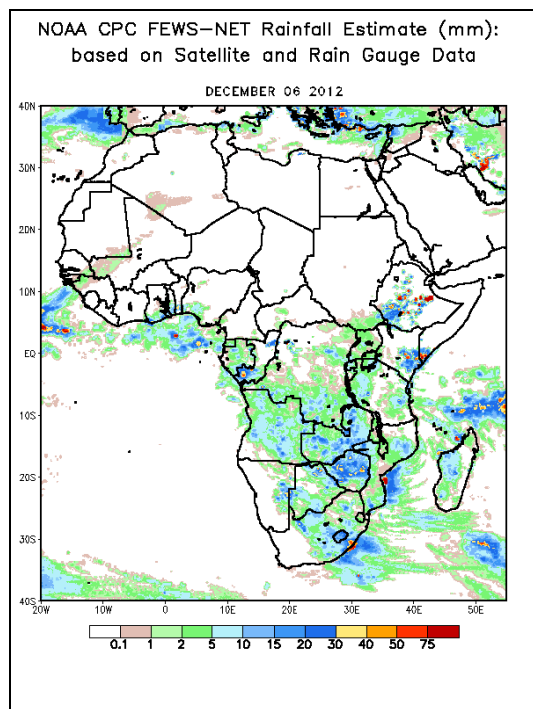 NOAA CPC FEWS-NET Rainfall Estimate (mm):
based on Satellite and Rain Gauge Data
DECEMBER 06 2012
40N
30N
20N
10N
EQ
10S
20S
30S
40S
20W 10W 0 10E 20E 30E 40E 50E
0.1 1 2 5 10 15 20 30 40 50 75